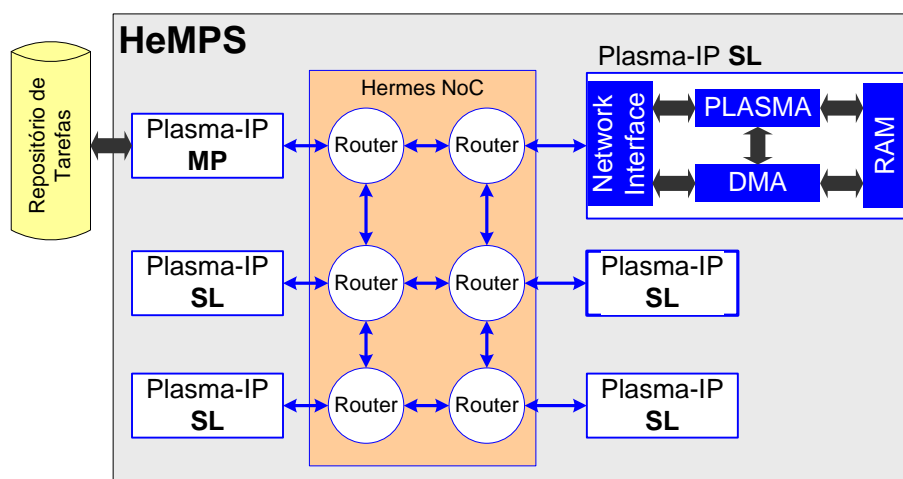 HeMPS
Repositório de
Tarefas
Plasma-IP
MP
Hermes NoC
Router
Router
Plasma-IP SL
Network
Interface
PLASMA
DMA
RAM
Plasma-IP
SL
Router
Router
Plasma-IP
SL
Plasma-IP
SL
Router
Router
Plasma-IP
SL